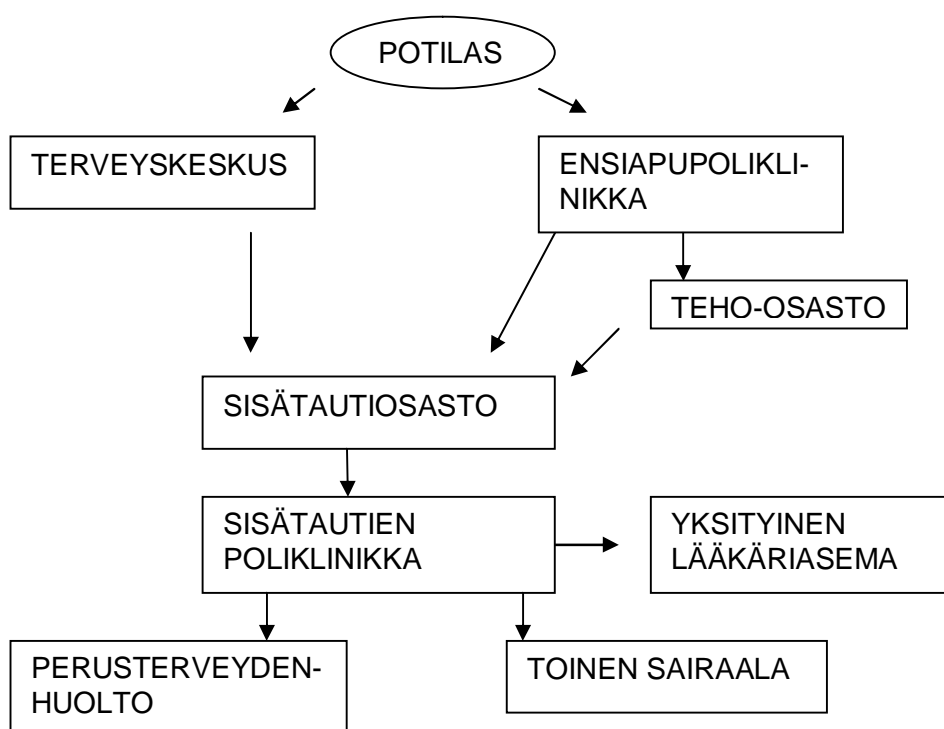 POTILAS
TERVEYSKESKUS
ENSIAPUPOLIKLI-
NIKKA
TEHO-OSASTO
SISÄTAUTIOSASTO
SISÄTAUTIEN
POLIKLINIKKA
YKSITYINEN
LÄÄKÄRIASEMA
PERUSTERVEYDEN-
HUOLTO
TOINEN SAIRAALA